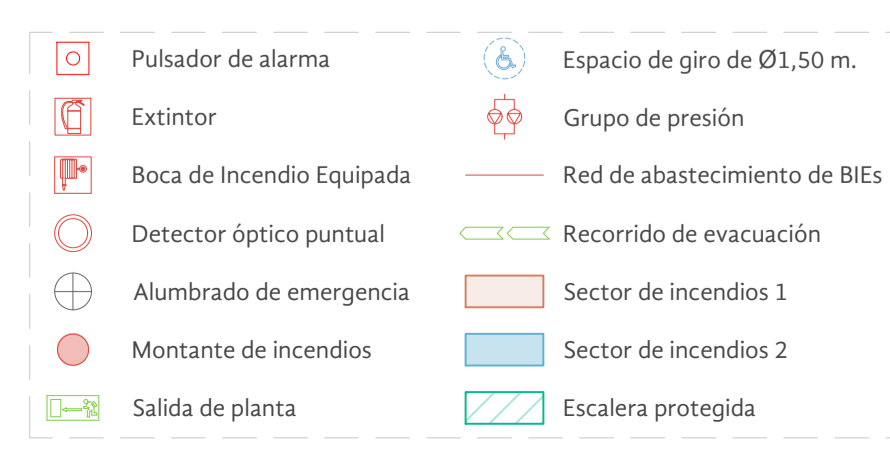 Pulsador de alarma
Extintor
Boca de Incendio Equipada
Detector óptico puntual
Alumbrado de emergencia
Montante de incendios
Salida de planta
Espacio de giro de Ø1,50 m.
Grupo de presión
Red de abastecimiento de BIEs
Recorrido de evacuación
Sector de incendios 1
Sector de incendios 2
Escalera protegida